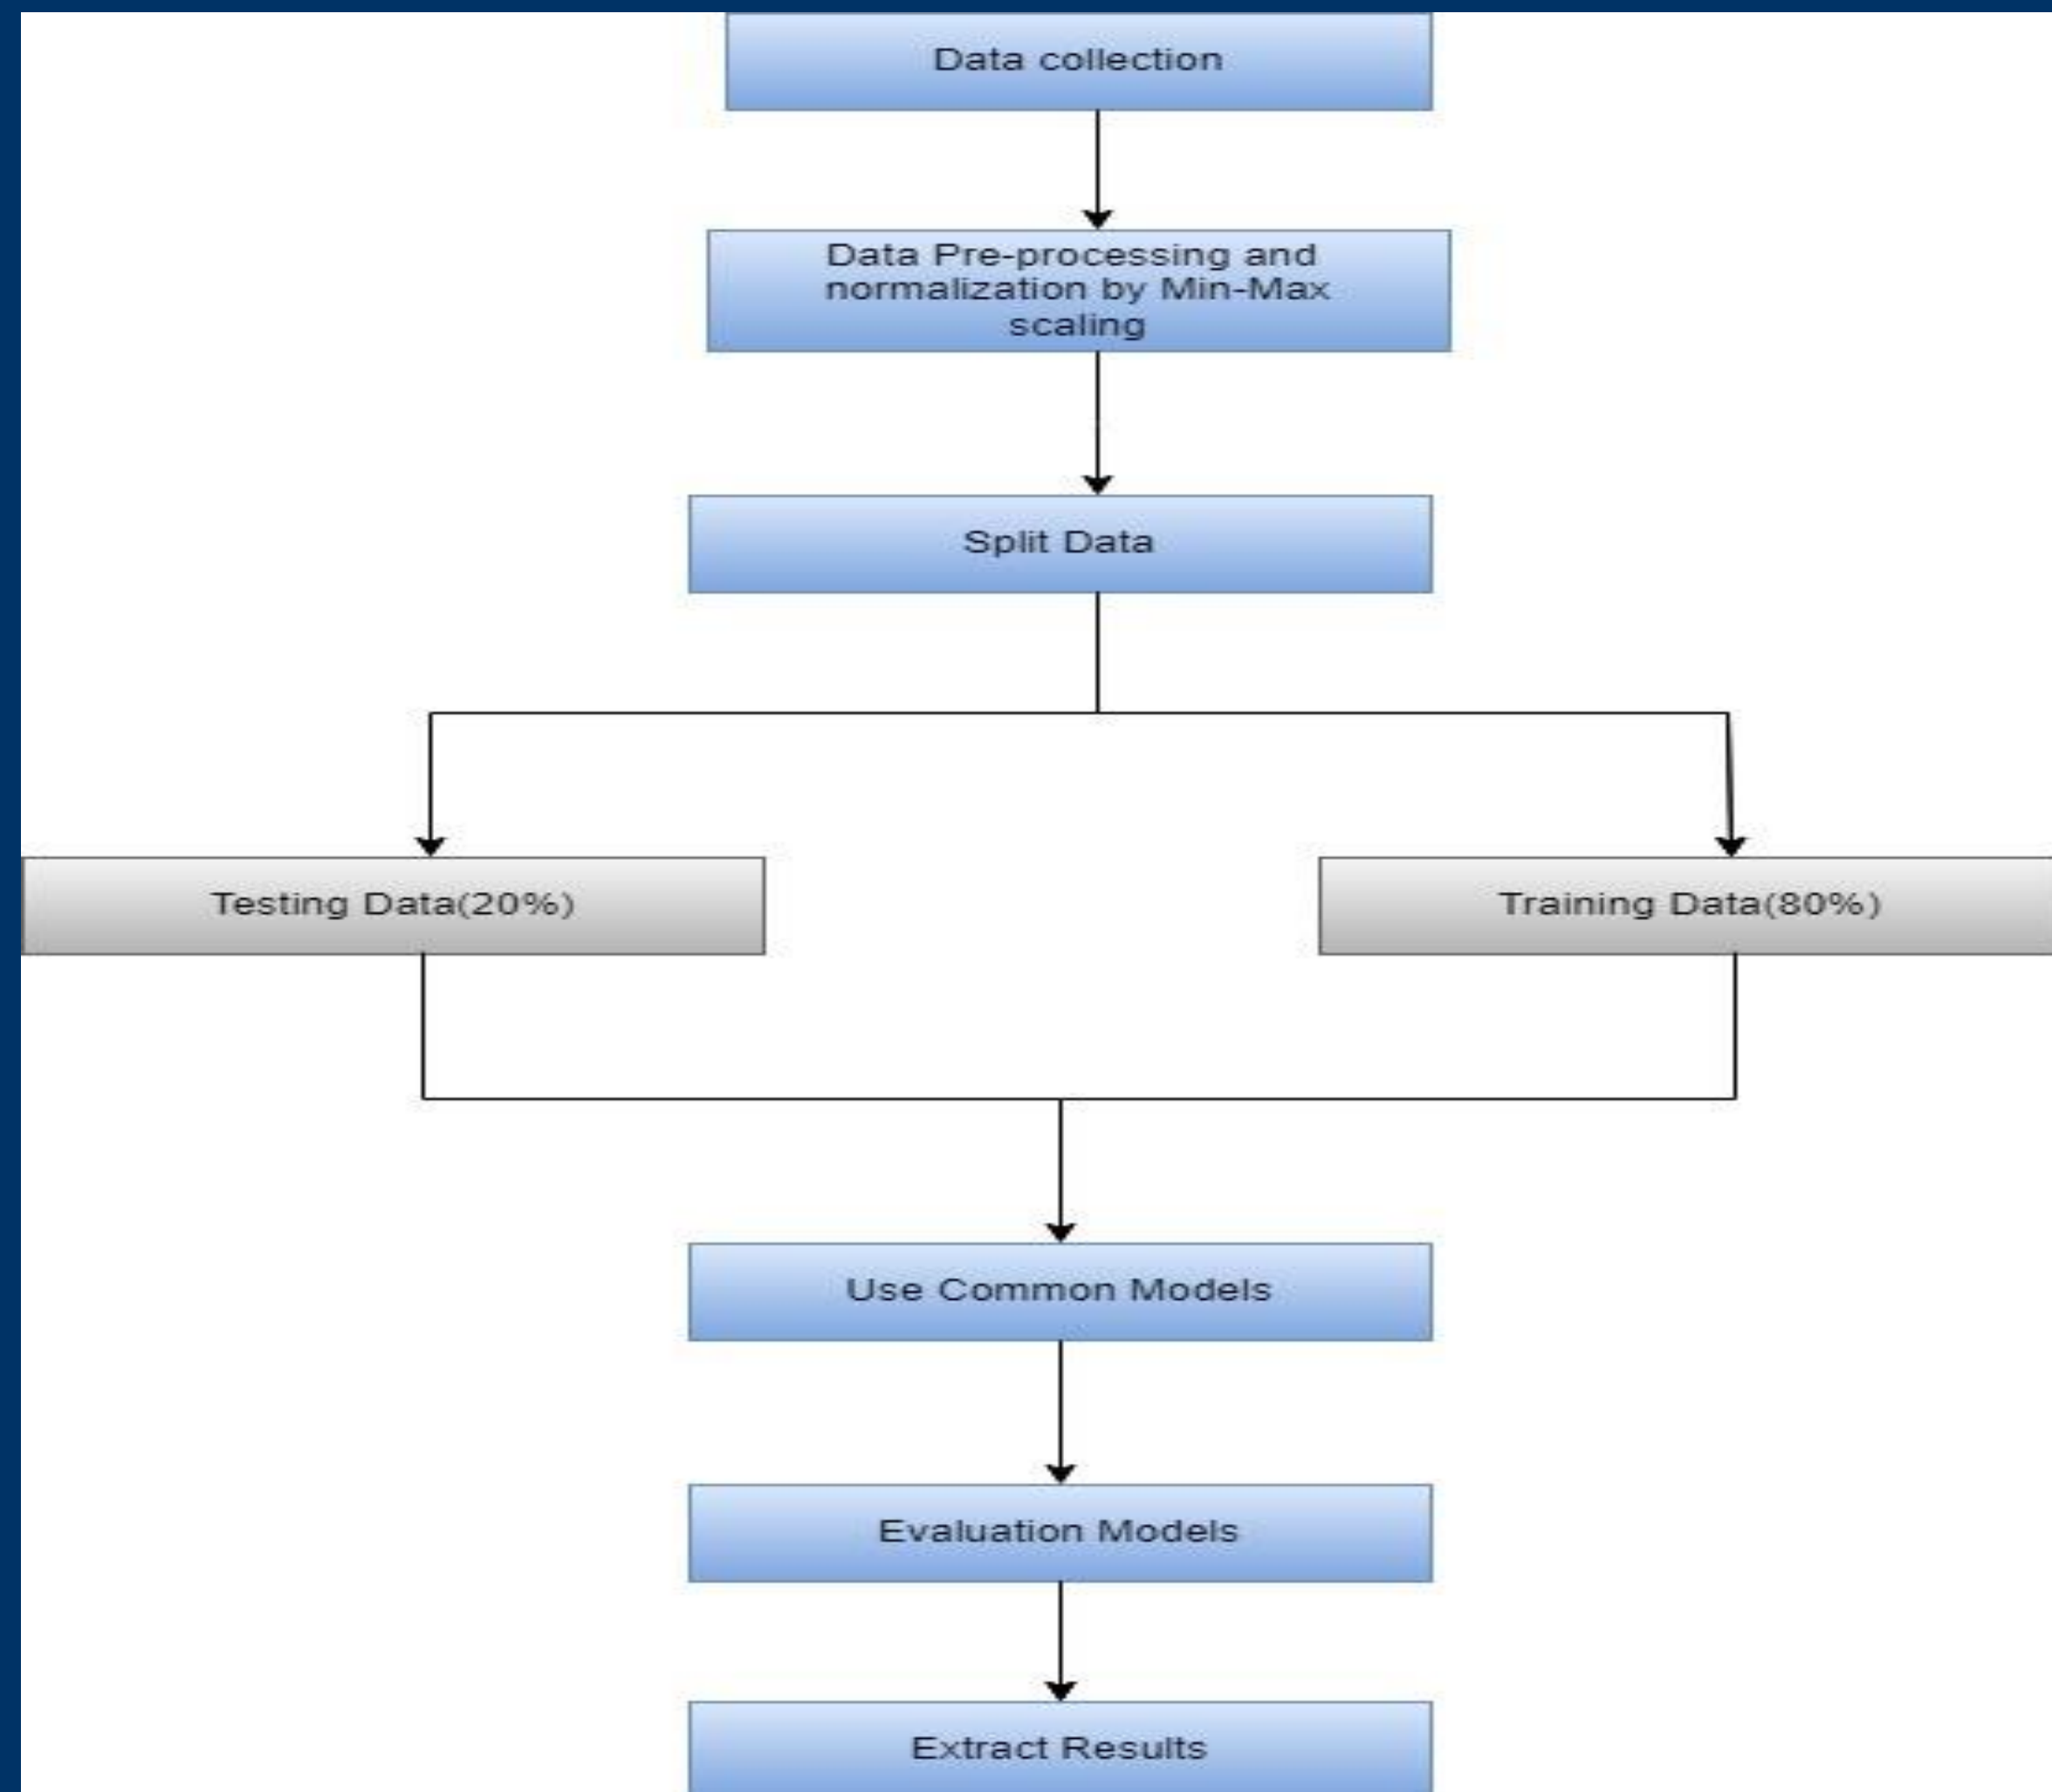 Data collection
Data Pre-processing and
normalization by Min-Max
scaling
Split Data
Testing Data(20%)
Training Data(80%)
Use Common Models
Evaluation Models
Extract Results